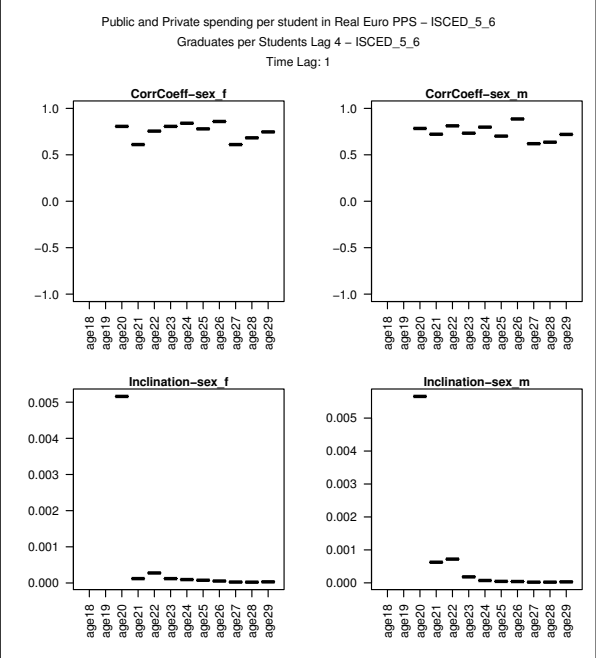 Public and Private spending per student in Real Euro PPS − ISCED_5_6
Graduates per Students Lag 4 − ISCED_5_6
Time Lag: 1
CorrCoeff−sex_f
1.0
0.5
0.0
−0.5
−1.0
age18
age19
age20
age21
age22
age23
age24
age25
age26
age27
age28
age29
CorrCoeff−sex_m
1.0
0.5
0.0
−0.5
−1.0
age18
age19
age20
age21
age22
age23
age24
age25
age26
age27
age28
age29
Inclination−sex_f
0.005
0.004
0.003
0.002
0.001
0.000
age18
age19
age20
age21
age22
age23
age24
age25
age26
age27
age28
age29
Inclination−sex_m
0.005
0.004
0.003
0.002
0.001
0.000
age18
age19
age20
age21
age22
age23
age24
age25
age26
age27
age28
age29